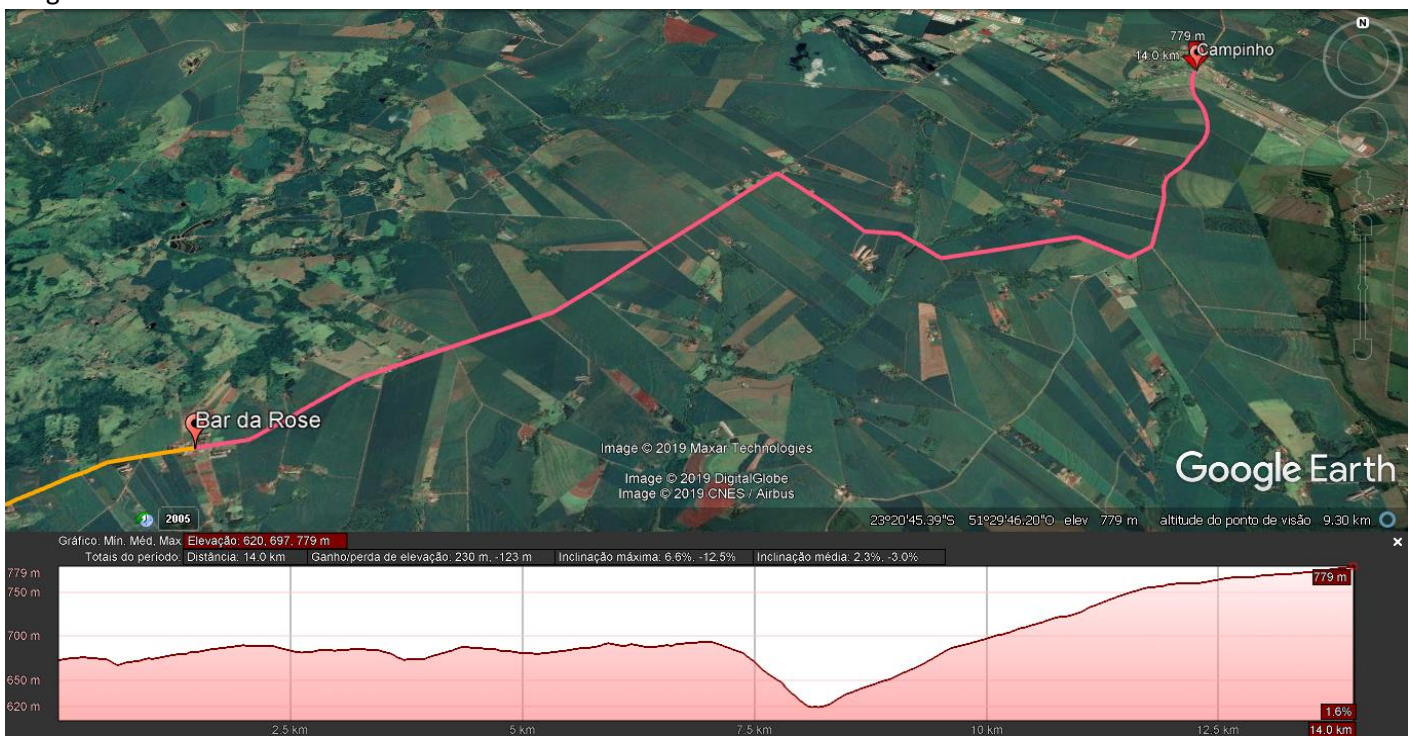 N
779 m
14.0 km
Campinho
Bar da Rose
Image © 2019 Maxar Technologies
Image © 2019 DigitalGlobe
Image © 2019 CNES / Airbus
Google Earth
2005
23°20'45.39"S 51°29'46.20"O elev 779 m altitude do ponto de visão 9.30 km
Gráfico: Mín, Méd, Máx Elevação: 620, 697, 779 m
Totais do período: Distância: 14.0 km Ganho/perda de elevação: 230 m, -123 m Inclinação máxima: 6.6%, -12.5% Inclinação média: 2.3%, -3.0%
779 m
750 m
700 m
650 m
620 m
779 m
1.6%
2.5 km 5 km 7.5 km 10 km 12.5 km 14.0 km